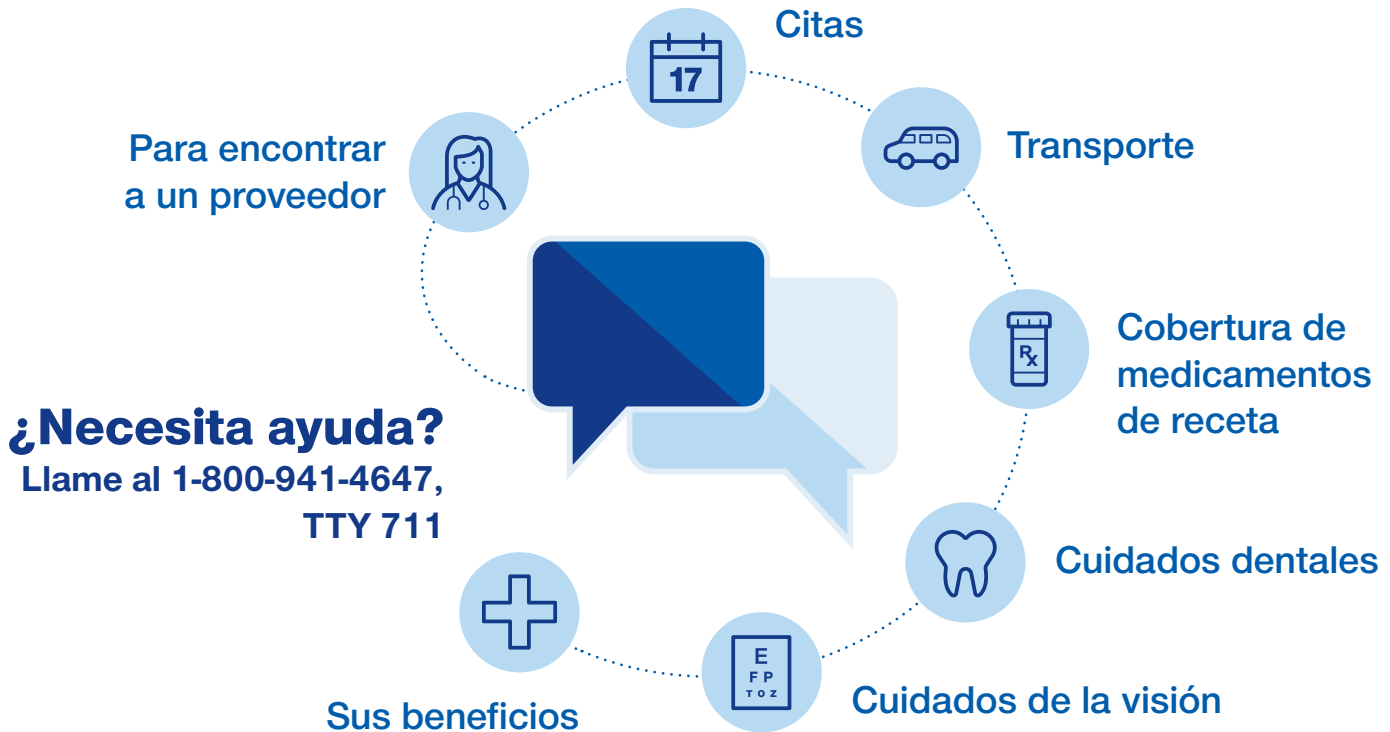 Citas
17
Para encontrar
a un proveedor
Transporte
Cobertura de
medicamentos
de receta
Rx
¿Necesita ayuda?
Llame al 1-800-941-4647,
TTY 711
Cuidados dentales
E
F P
T O Z
Cuidados de la visión
Sus beneficios